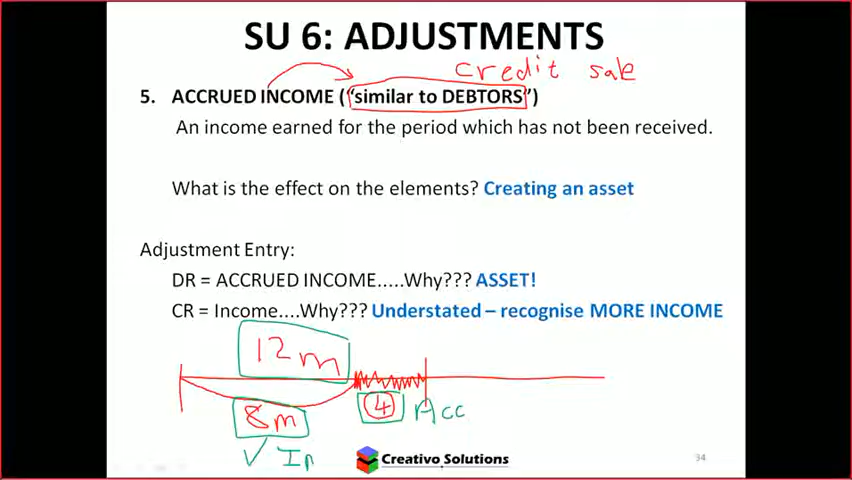 SU 6: ADJUSTMENTS
credit sale
5. ACCRUED INCOME ("similar to DEBTORS")
An income earned for the period which has not been received.
What is the effect on the elements? Creating an asset
Adjustment Entry:
DR = ACCRUED INCOME.....Why??? ASSET!
CR = Income....Why??? Understated – recognise MORE INCOME
12 m
8m 4 Acc
In
Creativo Solutions 34